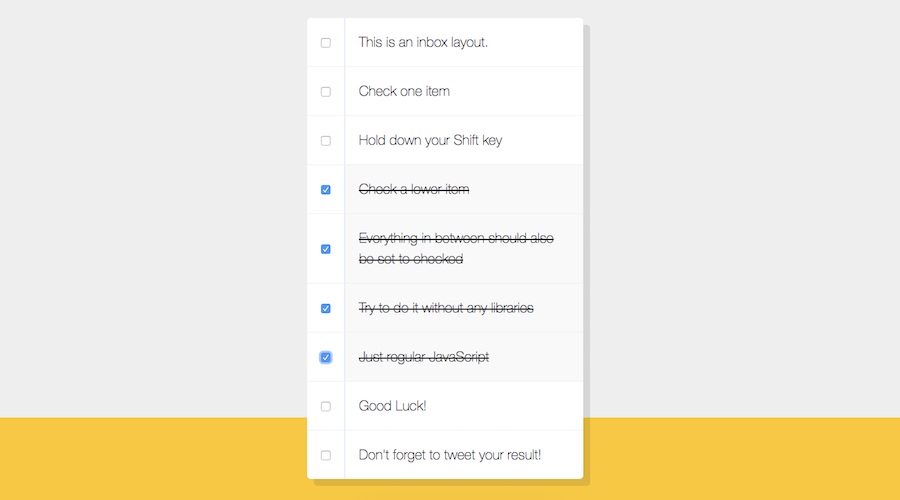 This is an inbox layout.
Check one item
Hold down your Shift key
Check a lower item
Everything in between should also
be set to checked
Try to do it without any libraries
Just regular JavaScript
Good Luck!
Don't forget to tweet your result!